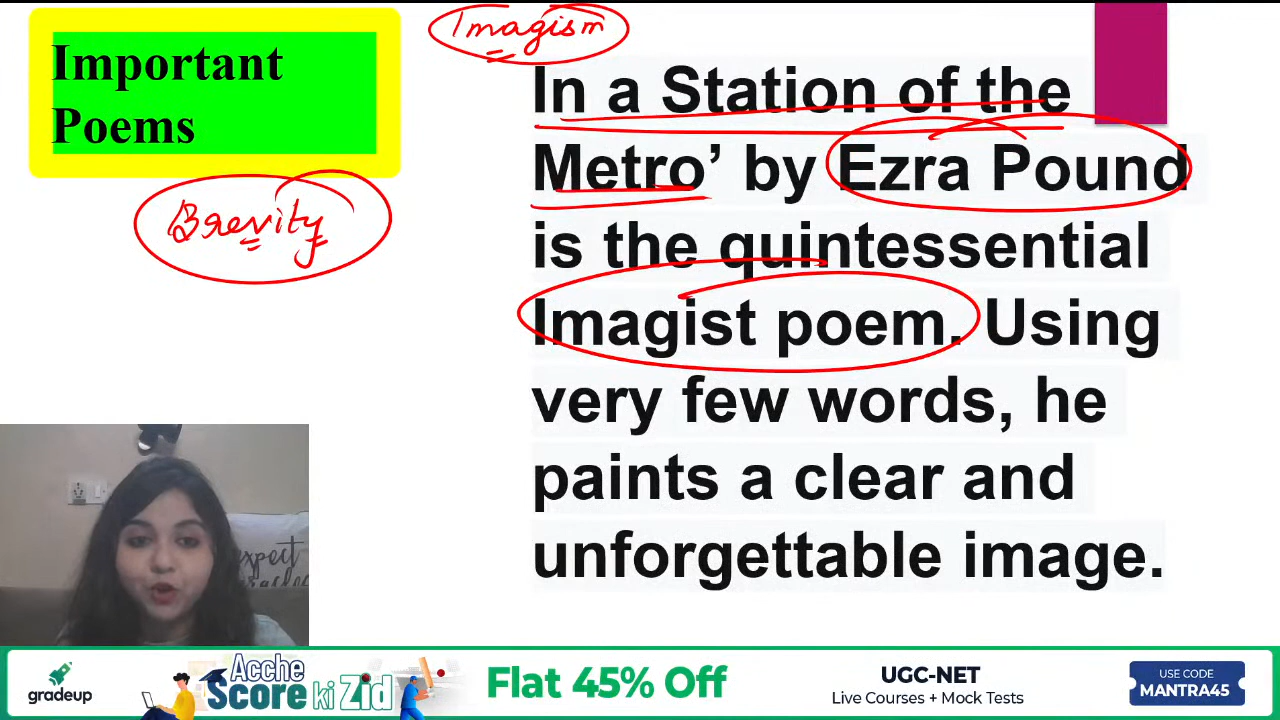 Imagism
Important
Poems
Brevity
In a Station of the
Metro’ by Ezra Pound
is the quintessential
Imagist poem. Using
very few words, he
paints a clear and
unforgettable image.
expect
gradeup
Acche
Score ki Zid
Flat 45% Off
UGC-NET
Live Courses + Mock Tests
USE CODE
MANTRA45